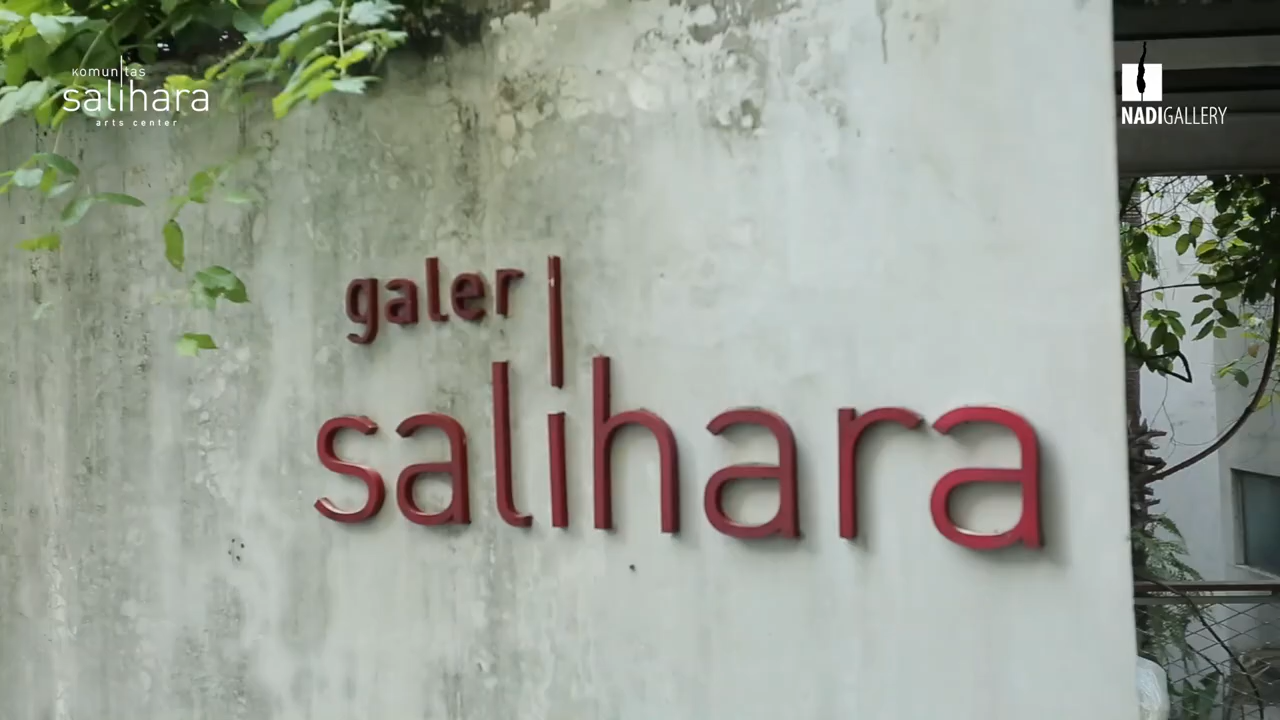 komunitas
salihara
arts center
NADIGALLERY
galeri
salihara